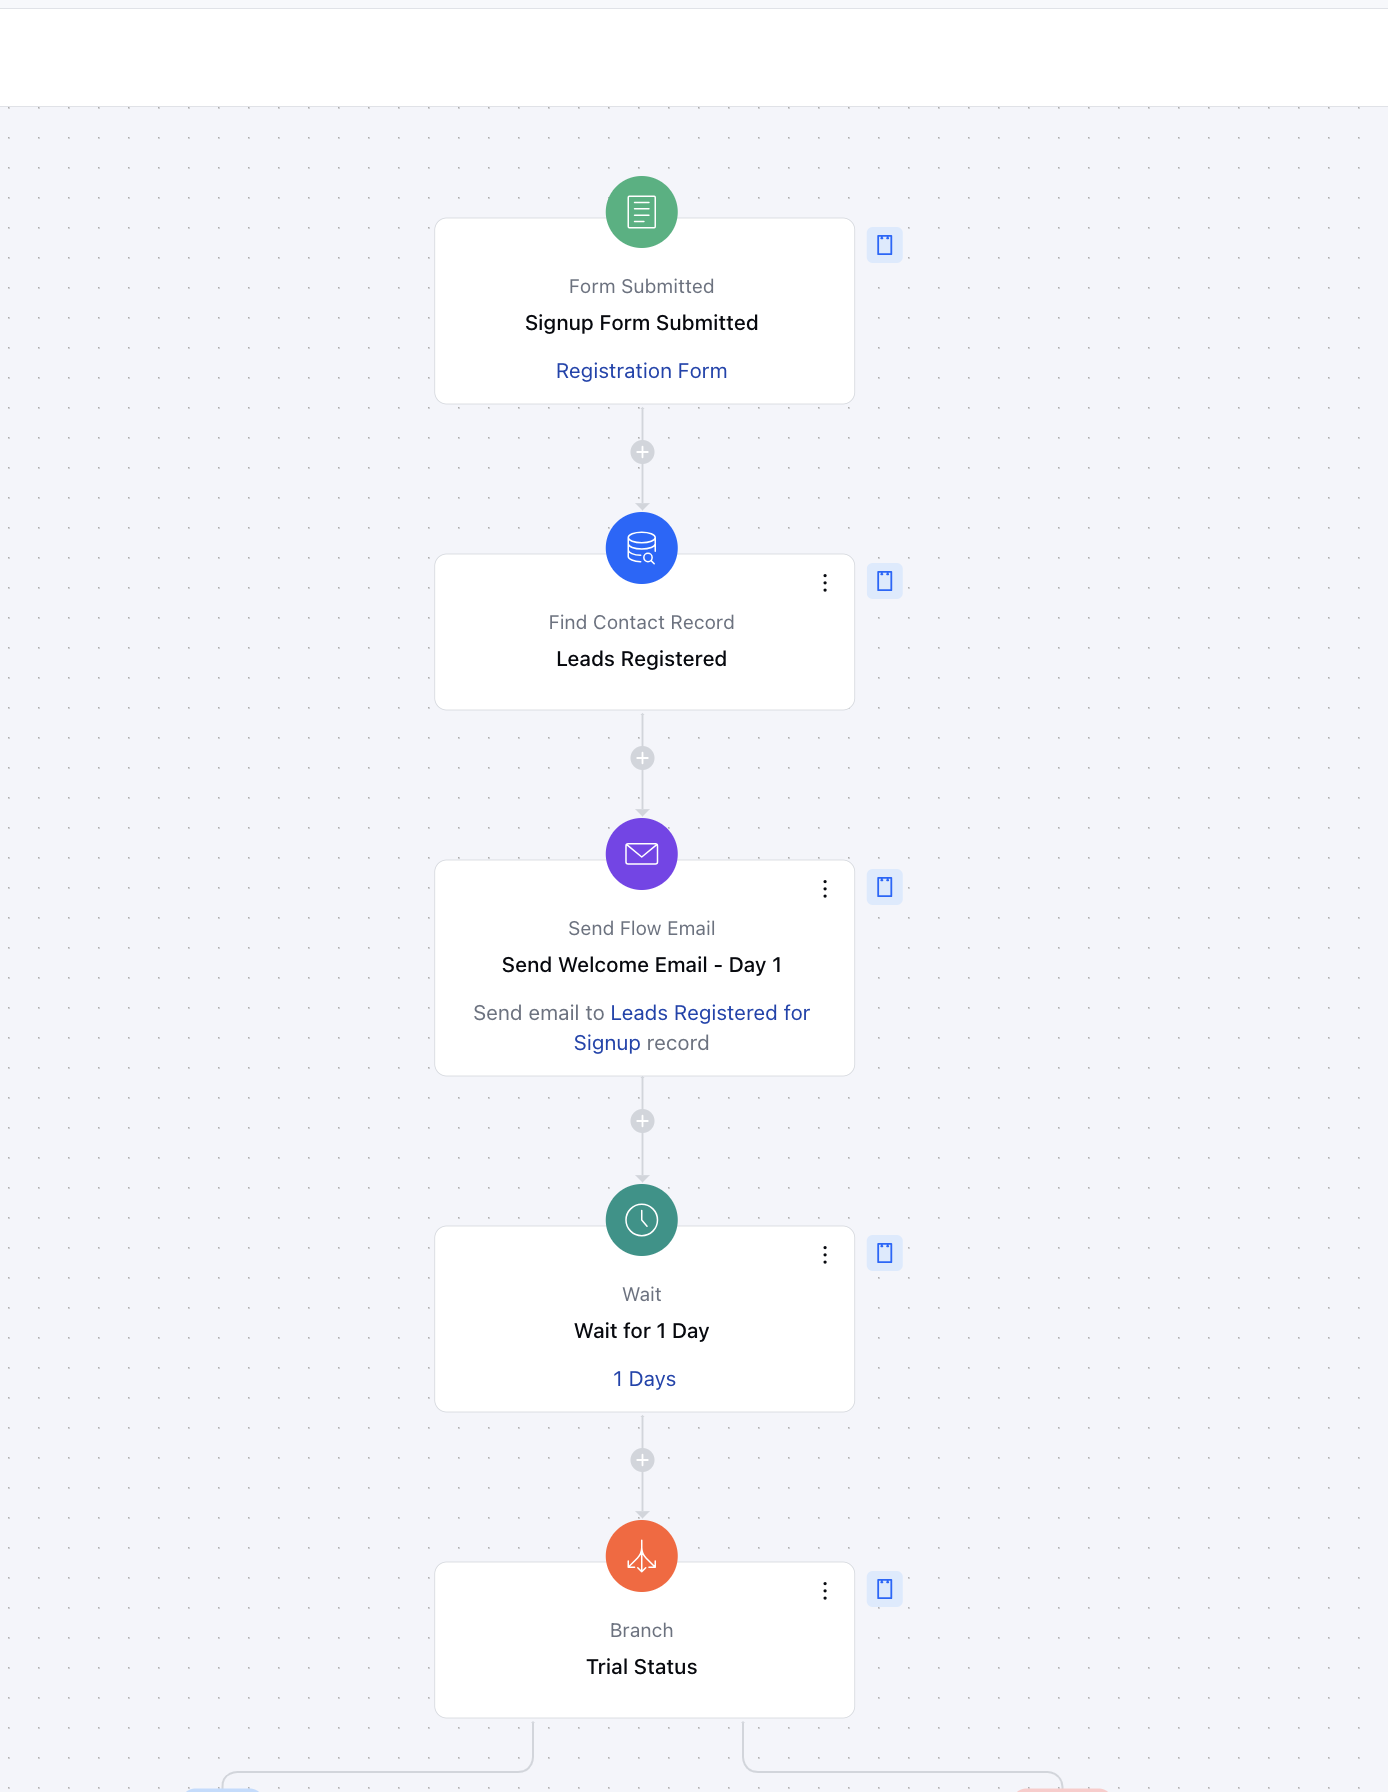 Form Submitted
Signup Form Submitted
Registration Form
Find Contact Record
Leads Registered
Send Flow Email
Send Welcome Email - Day 1
Send email to Leads Registered for
Signup record
Wait
Wait for 1 Day
1 Days
Branch
Trial Status